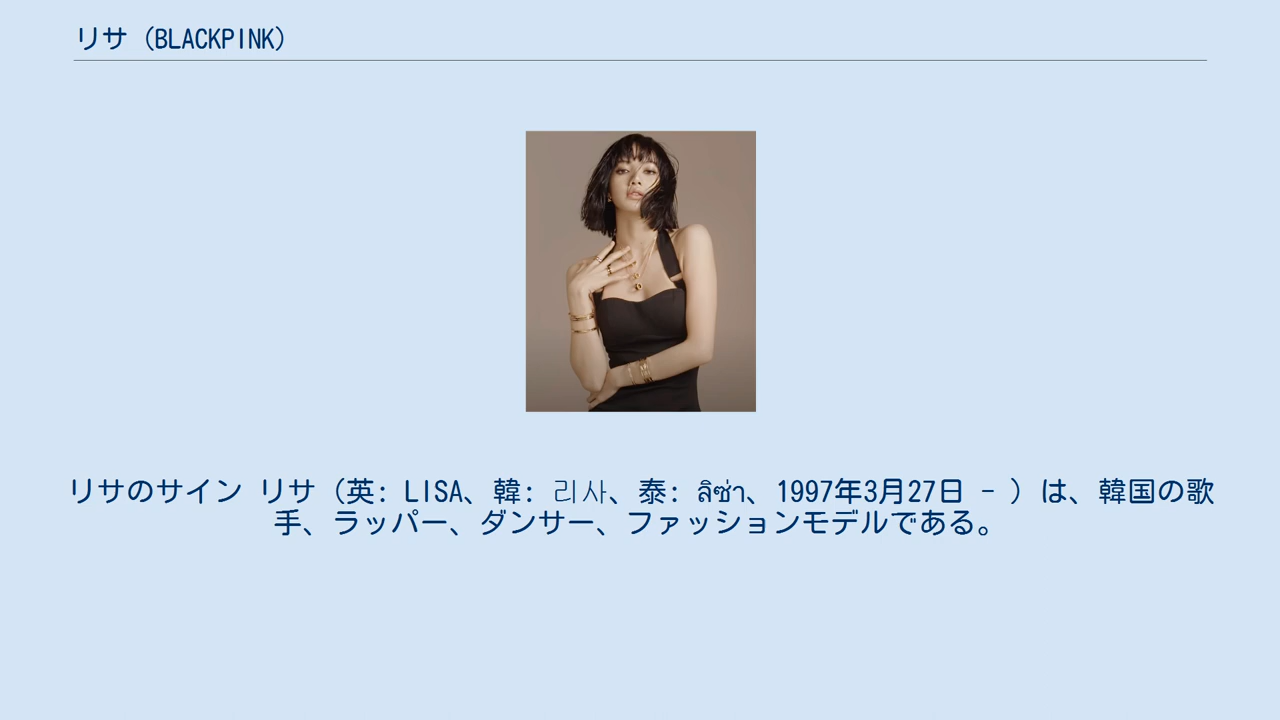 リサ（BLACKPINK）
リサのサイン リサ（英: LISA、韓: 리사、泰: ลิซ่า、1997年3月27日 - ）は、韓国の歌
手、ラッパー、ダンサー、ファッションモデルである。